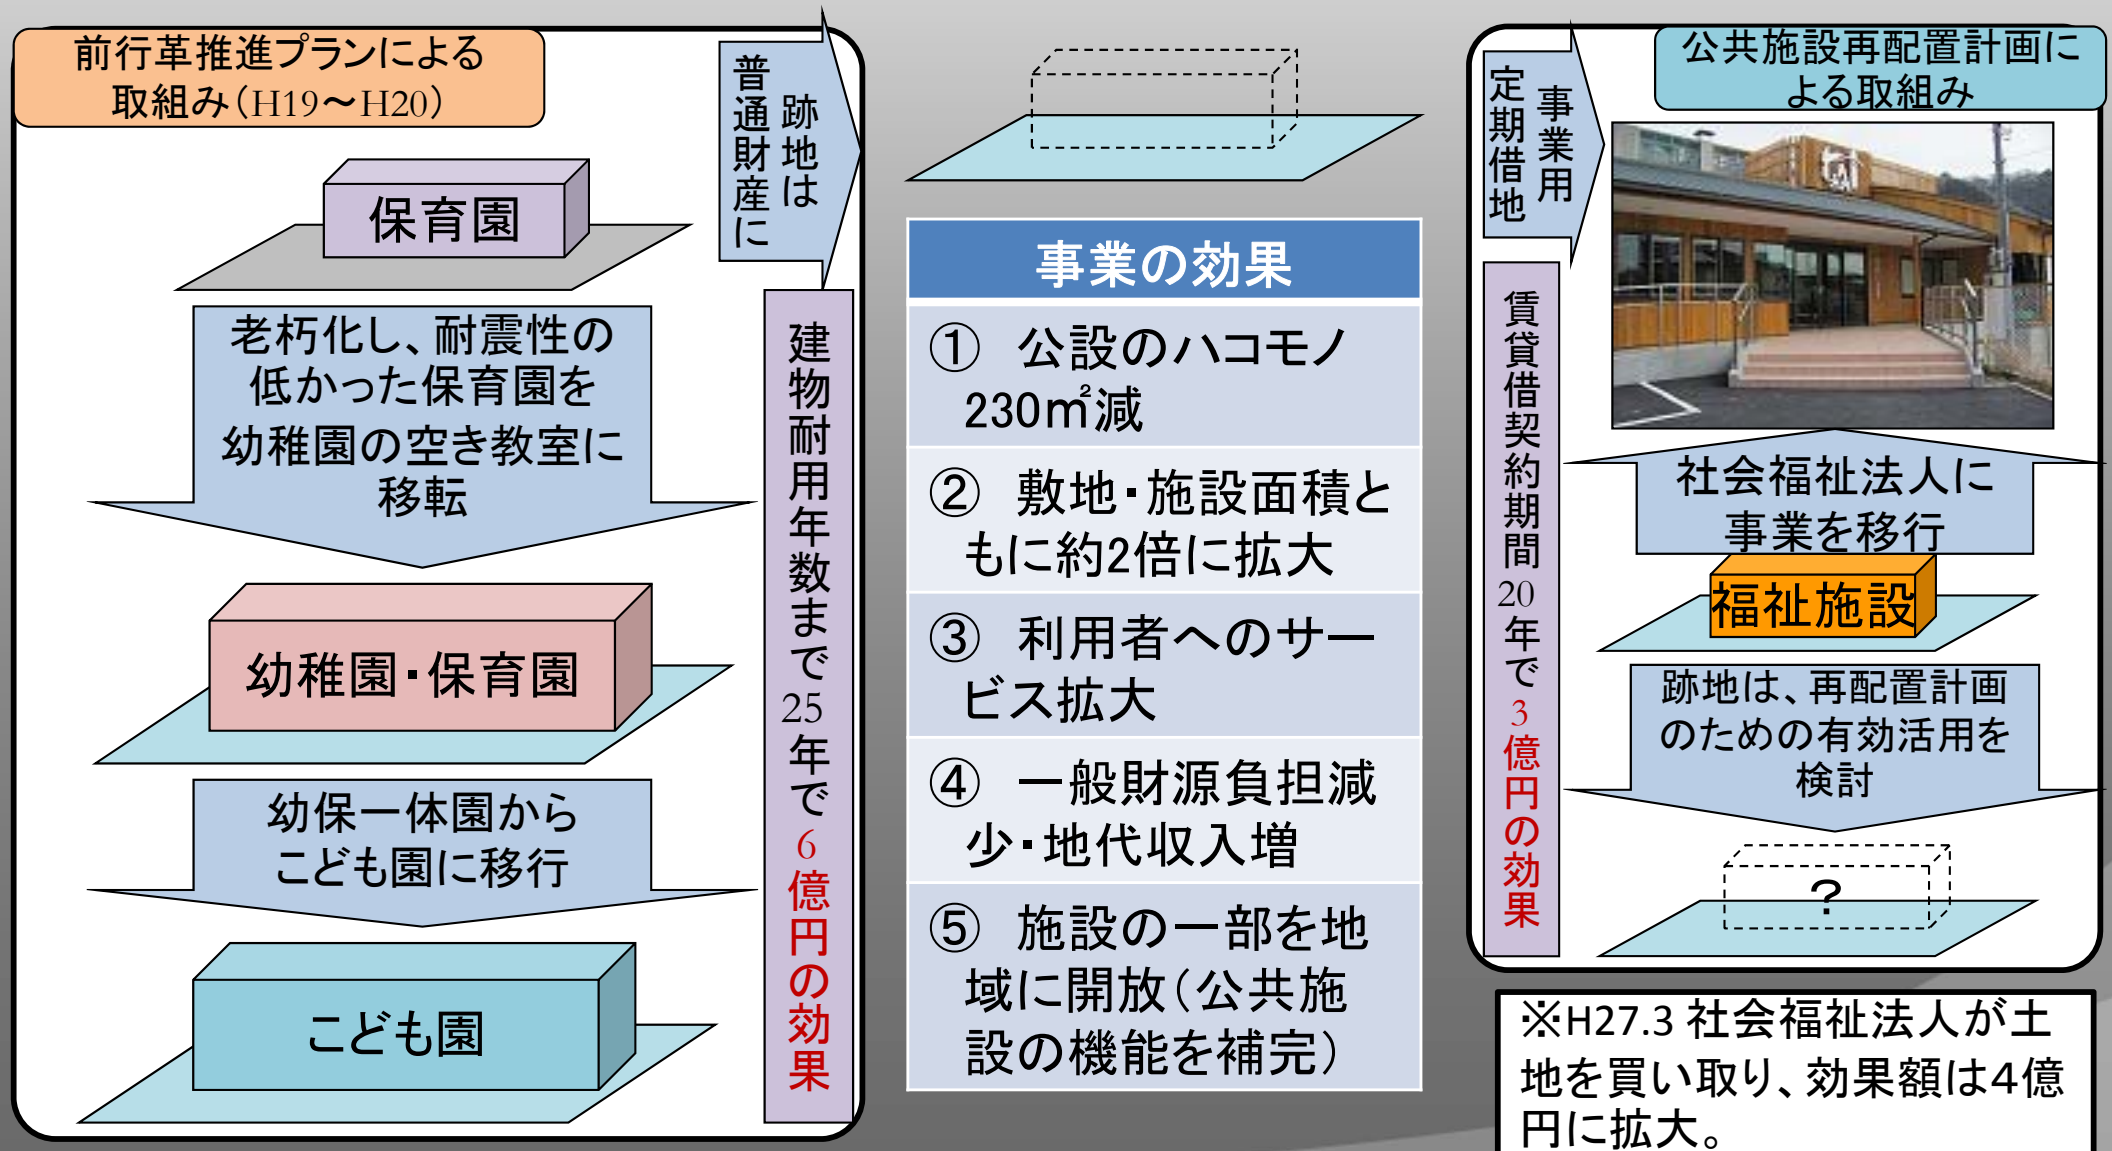 前行革推進プランによる
取組み（H19～H20）
保育園
老朽化し、耐震性の
低かった保育園を
幼稚園の空き教室に
移転
幼稚園･保育園
幼保一体園から
こども園に移行
こども園
跡地は
普通財産に
建物耐用年数まで25年で6億円の効果
事業の効果
① 公設のハコモノ
230㎡減
② 敷地･施設面積と
もに約2倍に拡大
③ 利用者へのサー
ビス拡大
④ 一般財源負担減
少･地代収入増
⑤ 施設の一部を地
域に開放（公共施
設の機能を補完）
事業用
定期借地
公共施設再配置計画に
よる取組み
賃貸借契約期間20年で3億円の効果
社会福祉法人に
事業を移行
福祉施設
跡地は、再配置計画
のための有効活用を
検討
？
※H27.3 社会福祉法人が土
地を買い取り、効果額は４億
円に拡大。